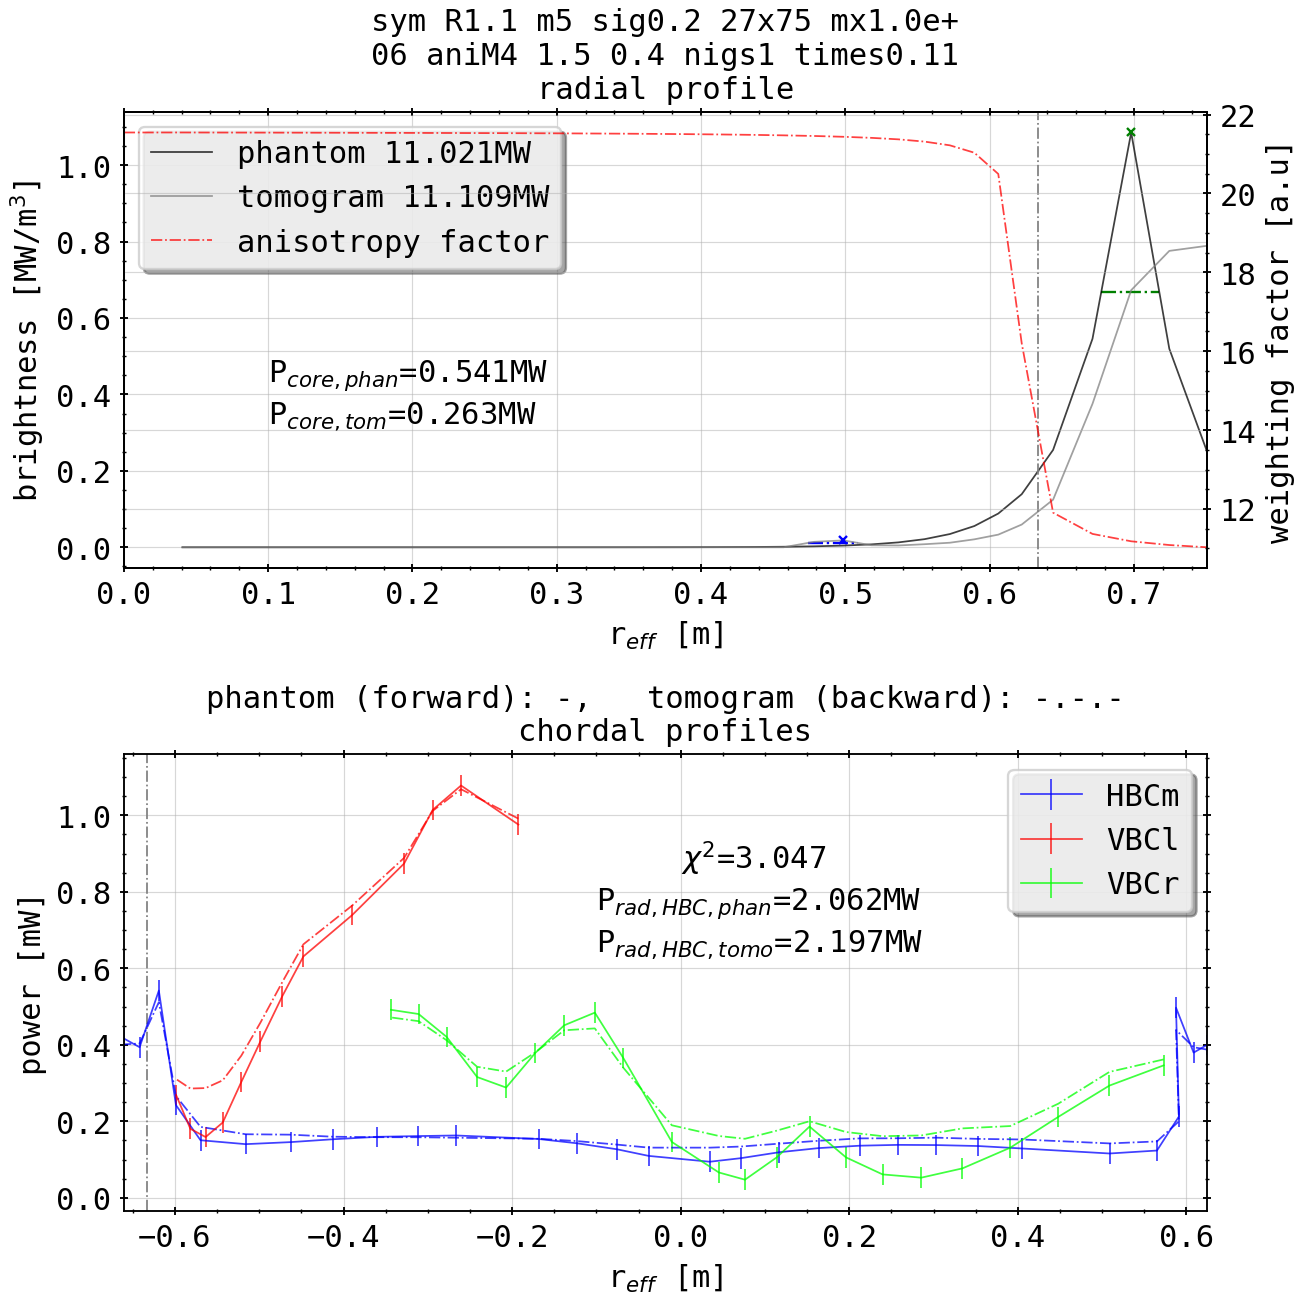 sym R1.1 m5 sig0.2 27x75 mx1.0e+
06 aniM4 1.5 0.4 nigs1 times0.11
radial profile
brightness [MW/m³]
1.0
0.8
0.6
0.4
0.2
0.0
phantom 11.021MW
tomogram 11.109MW
anisotropy factor
P_core,phan=0.541MW
P_core,tom=0.263MW
22
20
18
16
14
12
weighting factor [a.u]
0.0 0.1 0.2 0.3 0.4 0.5 0.6 0.7
r_eff [m]
phantom (forward): -,   tomogram (backward): -.-.-
chordal profiles
power [mW]
1.0
0.8
0.6
0.4
0.2
0.0
χ²=3.047
P_rad,HBC,phan=2.062MW
P_rad,HBC,tomo=2.197MW
HBCm
VBCl
VBCr
−0.6 −0.4 −0.2 0.0 0.2 0.4 0.6
r_eff [m]